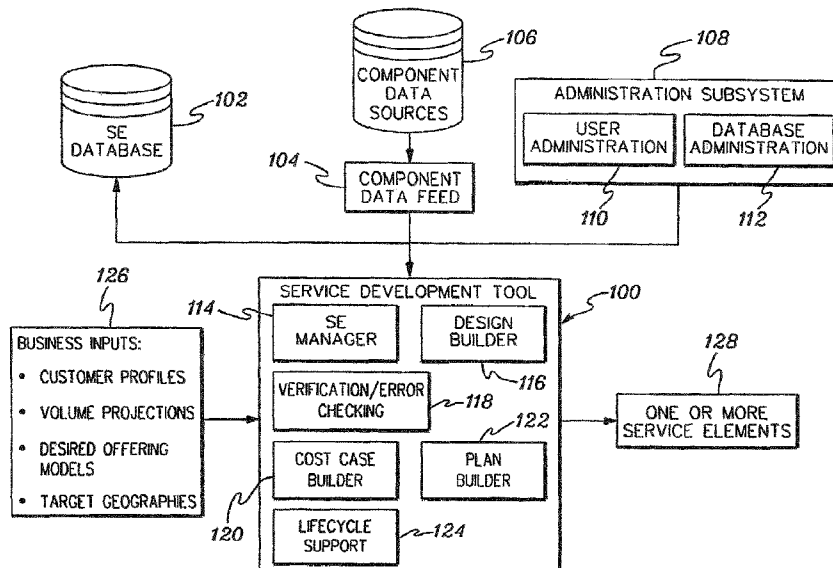 106
COMPONENT
DATA
SOURCES
102
SE
DATABASE
108
ADMINISTRATION SUBSYSTEM
USER
ADMINISTRATION
DATABASE
ADMINISTRATION
110
112
104
COMPONENT
DATA FEED
126
BUSINESS INPUTS:
• CUSTOMER PROFILES
• VOLUME PROJECTIONS
• DESIRED OFFERING
MODELS
• TARGET GEOGRAPHIES
SERVICE DEVELOPMENT TOOL
100
114
SE
MANAGER
DESIGN
BUILDER
116
VERIFICATION/ERROR
CHECKING
118
122
COST CASE
BUILDER
PLAN
BUILDER
120
LIFECYCLE
SUPPORT
124
128
ONE OR MORE
SERVICE ELEMENTS